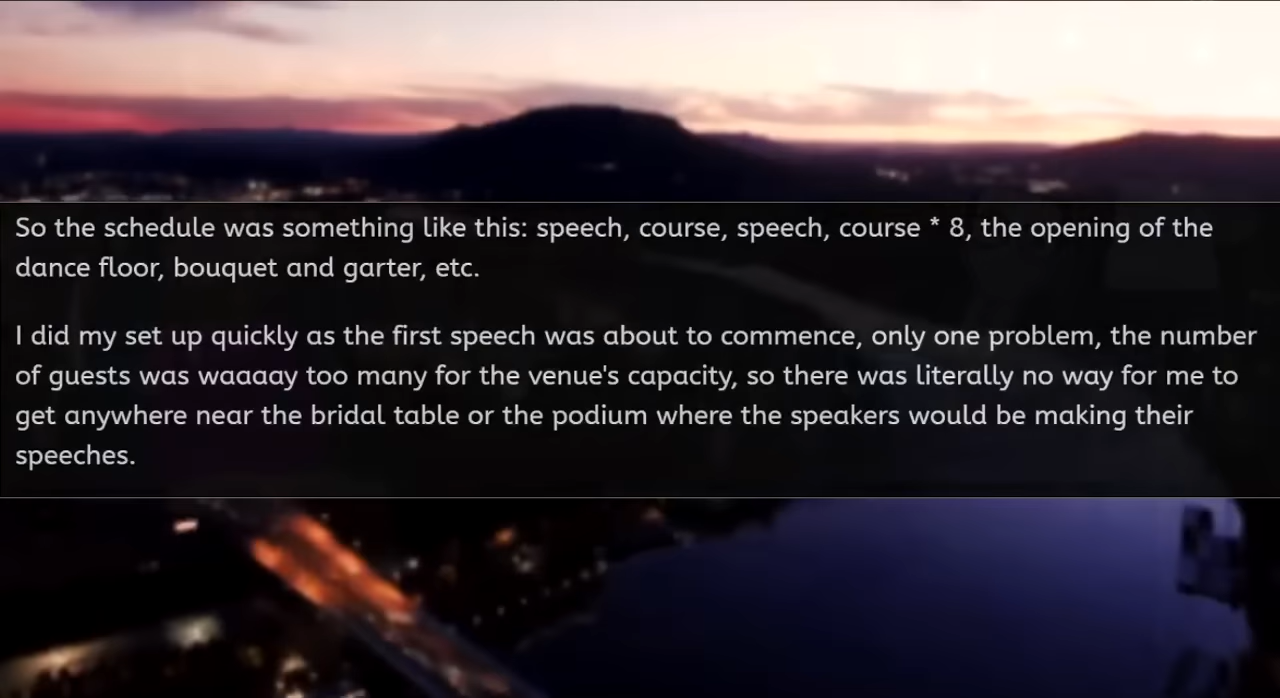 So the schedule was something like this: speech, course, speech, course * 8, the opening of the
dance floor, bouquet and garter, etc.
I did my set up quickly as the first speech was about to commence, only one problem, the number
of guests was waaaay too many for the venue's capacity, so there was literally no way for me to
get anywhere near the bridal table or the podium where the speakers would be making their
speeches.